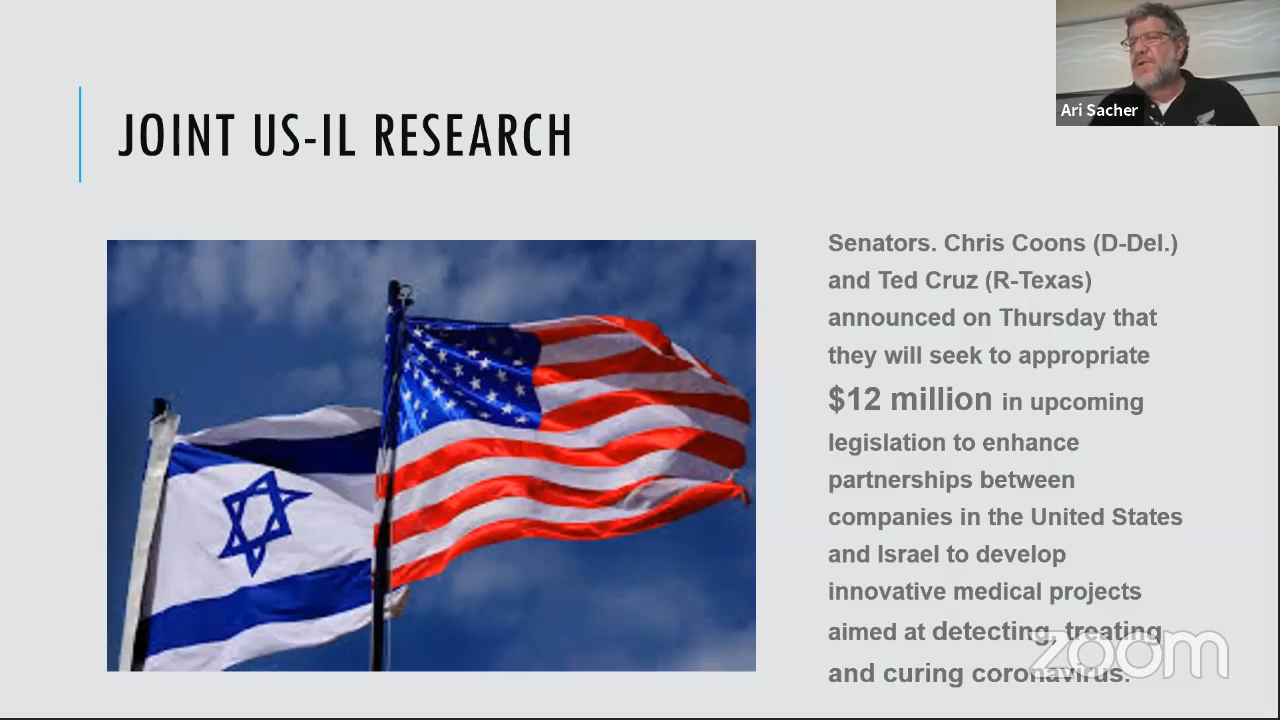 Ari Sacher
JOINT US-IL RESEARCH
Senators. Chris Coons (D-Del.)
and Ted Cruz (R-Texas)
announced on Thursday that
they will seek to appropriate
$12 million in upcoming
legislation to enhance
partnerships between
companies in the United States
and Israel to develop
innovative medical projects
aimed at detecting, treating
and curing coronavirus.
zoom